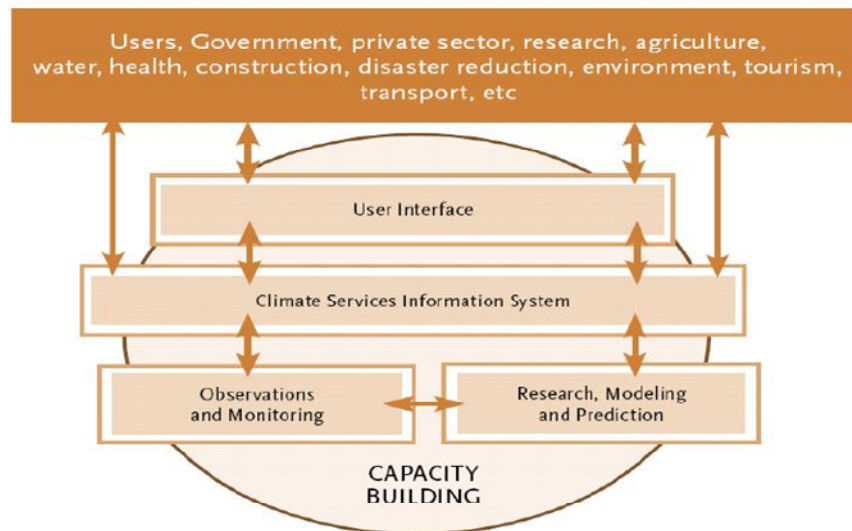 Users, Government, private sector, research, agriculture,
water, health, construction, disaster reduction, environment, tourism,
transport, etc
User Interface
Climate Services Information System
Observations
and Monitoring
Research, Modeling
and Prediction
CAPACITY
BUILDING